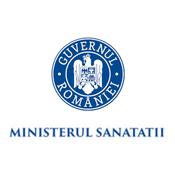 GUVERNUL
ROMÂNIEI
MINISTERUL SANATATII